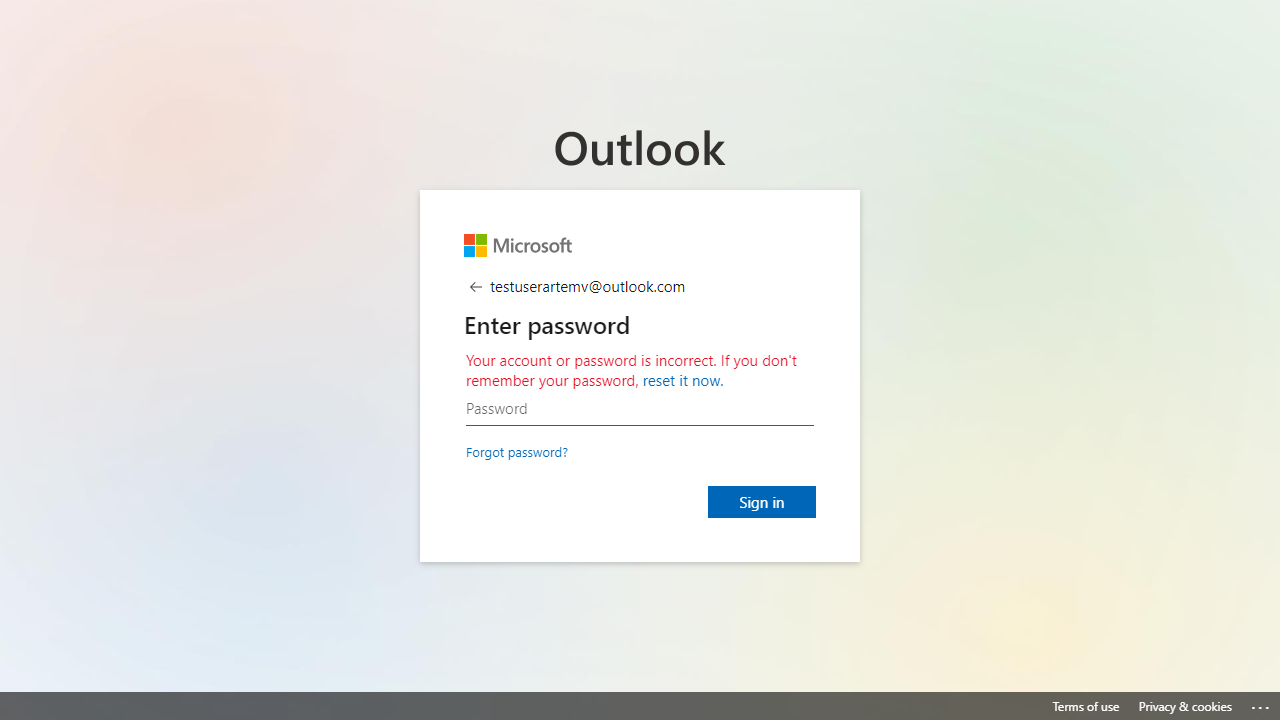 Outlook
Microsoft
testuserartemv@outlook.com
Enter password
Your account or password is incorrect. If you don't
remember your password, reset it now.
Password
Forgot password?
Sign in
Terms of use Privacy & cookies ...